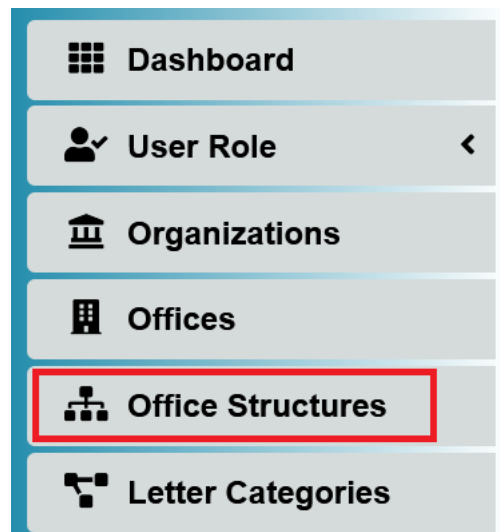 Dashboard
User Role
Organizations
Offices
Office Structures
Letter Categories